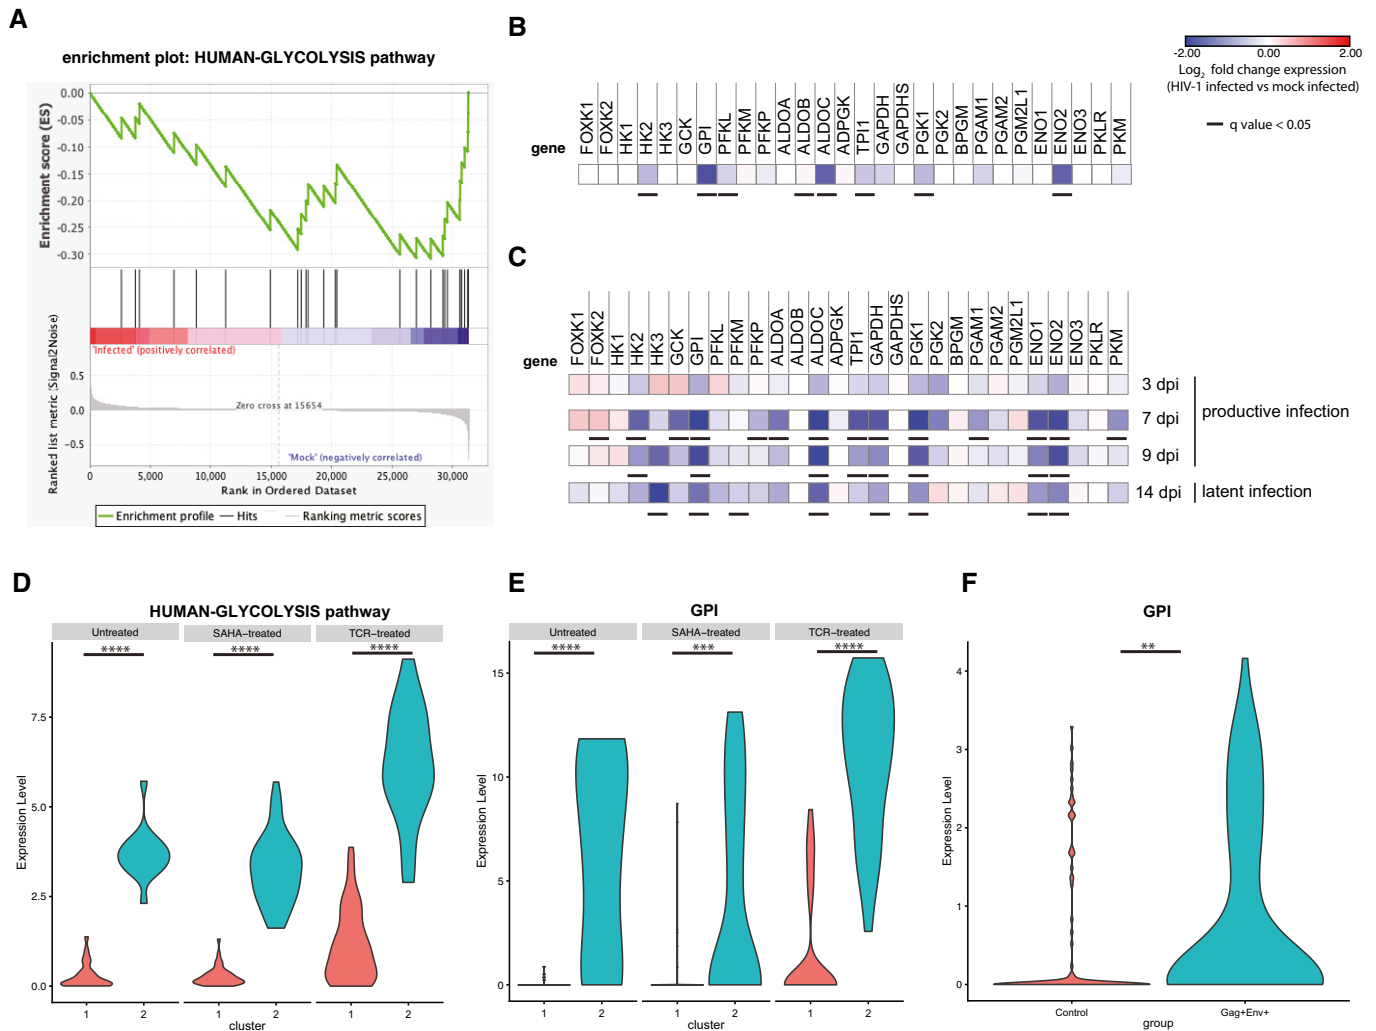 A
enrichment plot: HUMAN-GLYCOLYSIS pathway
Enrichment score (ES)
0.00
-0.05
-0.10
-0.15
-0.20
-0.25
-0.30
'Infected' (positively correlated)
Ranked list metric (Signal2Noise)
0.5
0.0
-0.5
Zero cross at 15654
'Mock' (negatively correlated)
0 5,000 10,000 15,000 20,000 25,000 30,000
Rank in Ordered Dataset
Enrichment profile Hits Ranking metric scores
B
-2.00 0.00 2.00
Log2 fold change expression
(HIV-1 infected vs mock infected)
q value < 0.05
gene FOXK1 FOXK2 HK1 HK2 HK3 GCK GPI PFKL PFKM PFKP ALDOA ALDOB ALDOC ADPGK TPI1 GAPDH GAPDHS PGK1 PGK2 BPGM PGAM1 PGAM2 PGM2L1 ENO1 ENO2 ENO3 PKLR PKM
C
gene FOXK1 FOXK2 HK1 HK2 HK3 GCK GPI PFKL PFKM PFKP ALDOA ALDOB ALDOC ADPGK TPI1 GAPDH GAPDHS PGK1 PGK2 BPGM PGAM1 PGAM2 PGM2L1 ENO1 ENO2 ENO3 PKLR PKM
3 dpi
7 dpi
productive infection
9 dpi
14 dpi
latent infection
D
HUMAN-GLYCOLYSIS pathway
Untreated SAHA-treated TCR-treated
**** **** ****
Expression Level
7.5
5.0
2.5
0.0
1 2 1 2 1 2
cluster
E
GPI
Untreated SAHA-treated TCR-treated
**** *** ****
Expression Level
15
10
5
0
1 2 1 2 1 2
cluster
F
GPI
**
Expression Level
4
3
2
1
0
Control Gag+Env+
group